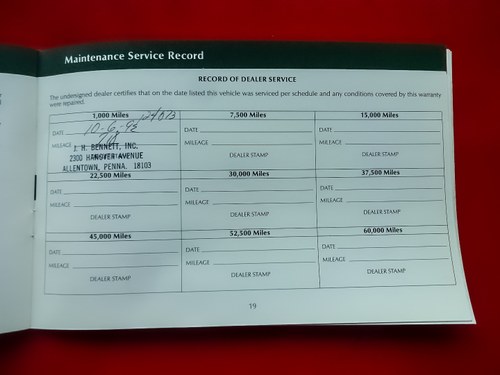 Maintenance Service Record
RECORD OF DEALER SERVICE
The undersigned dealer certifies that on the date listed this vehicle was serviced per schedule and any conditions covered by this warranty
were repaired.
1,000 Miles 7,500 Miles 15,000 Miles
DATE DATE DATE
MILEAGE MILEAGE MILEAGE
J. H. BENNETT, INC.
2300 HANOVER AVENUE
ALLENTOWN, PENNA. 18103
DEALER STAMP DEALER STAMP
22,500 Miles 30,000 Miles 37,500 Miles
DATE DATE DATE
MILEAGE MILEAGE MILEAGE
DEALER STAMP DEALER STAMP DEALER STAMP
45,000 Miles 52,500 Miles 60,000 Miles
DATE DATE DATE
MILEAGE MILEAGE MILEAGE
DEALER STAMP DEALER STAMP DEALER STAMP
19